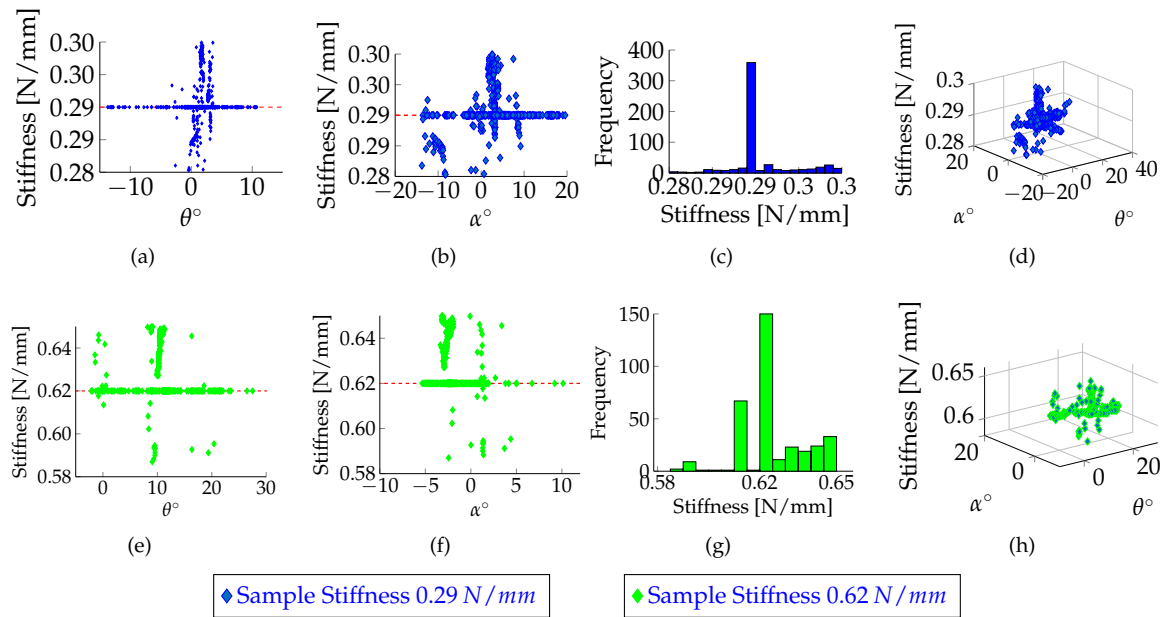 0.30
0.30
0.29
0.29
0.28
Stiffness [N/mm]
−10
0
10
θ°
(a)
0.30
0.30
0.29
0.29
0.28
Stiffness [N/mm]
−20
−10
0
10
20
α°
(b)
400
300
200
100
0
Frequency
0.28
0.29
0.29
0.3
0.3
Stiffness [N/mm]
(c)
0.3
0.29
0.28
Stiffness [N/mm]
20
0
−20
α°
−20
0
20
40
θ°
(d)
0.64
0.62
0.60
0.58
Stiffness [N/mm]
0
10
20
30
θ°
(e)
0.64
0.62
0.60
0.58
Stiffness [N/mm]
−10
−5
0
5
10
α°
(f)
150
100
50
0
Frequency
0.58
0.62
0.65
Stiffness [N/mm]
(g)
0.65
0.6
Stiffness [N/mm]
20
0
α°
0
20
θ°
(h)
Sample Stiffness 0.29 N/mm
Sample Stiffness 0.62 N/mm